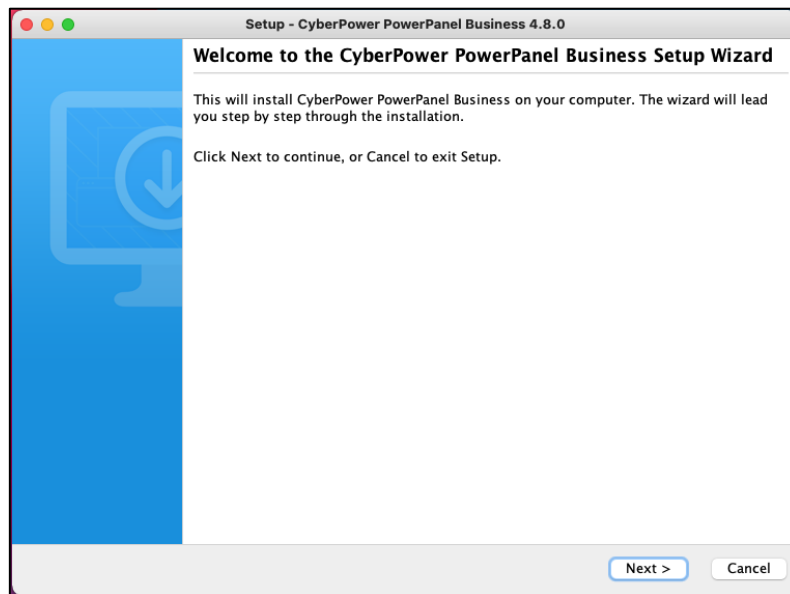 Setup - CyberPower PowerPanel Business 4.8.0
Welcome to the CyberPower PowerPanel Business Setup Wizard
This will install CyberPower PowerPanel Business on your computer. The wizard will lead
you step by step through the installation.
Click Next to continue, or Cancel to exit Setup.
Next >
Cancel